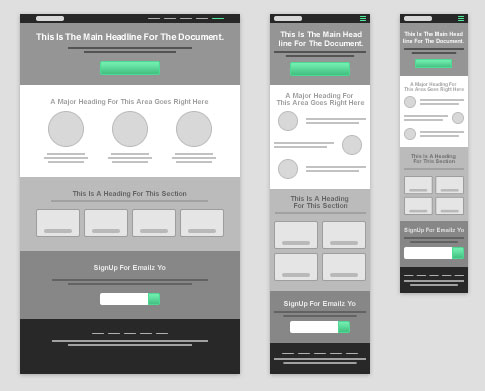 This Is The Main Headline For The Document.
A Major Heading For This Area Goes Right Here
This Is A Heading For This Section
SignUp For Emailz Yo
This Is The Main Head
line For The Document.
A Major Heading For
This Area Goes Right Here
This Is A Heading
For This Section
SignUp For Emailz Yo
This Is The Main Head
line For The Document.
A Major Heading For
This Area Goes Right Here
This Is A Heading
For This Section
SignUp For Emailz Yo